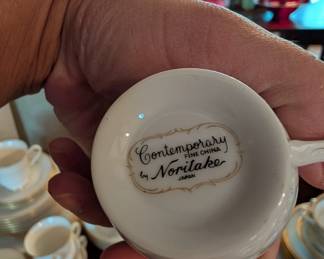 Contemporary
FINE CHINA
by Noritake
JAPAN